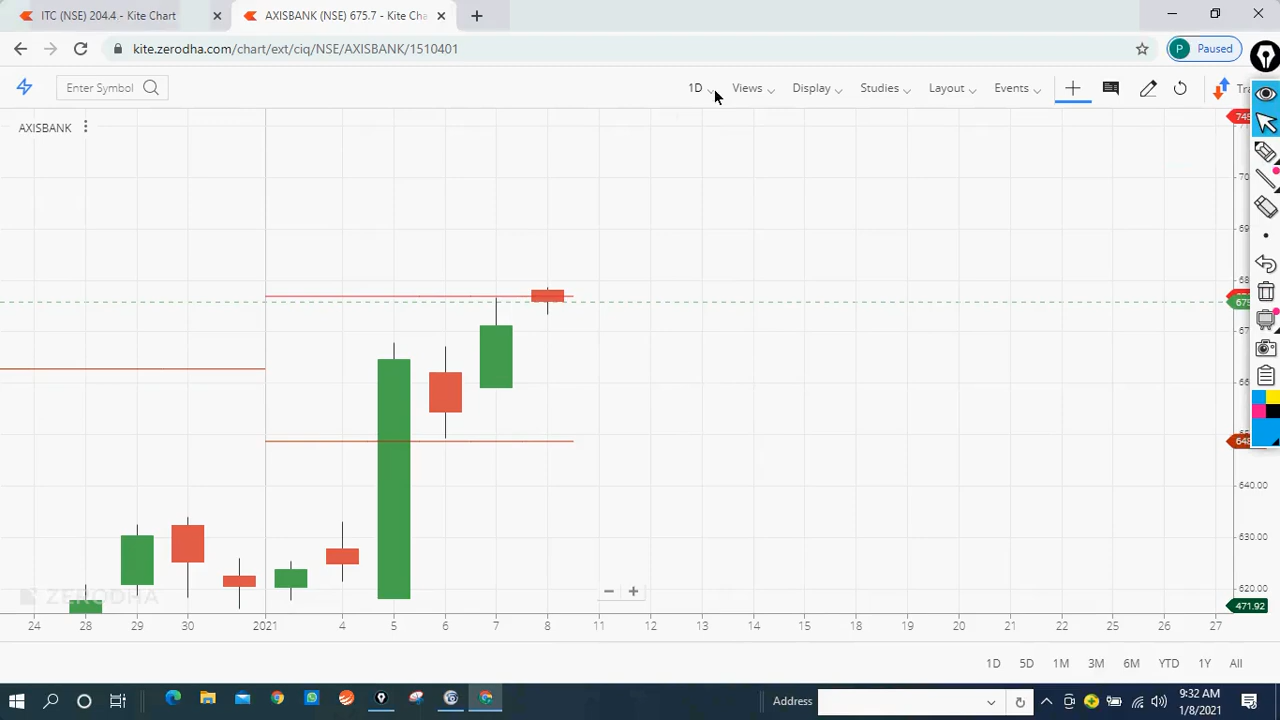 ITC (NSE) 204.4 - Kite Chart
AXISBANK (NSE) 675.7 - Kite Cha
kite.zerodha.com/chart/ext/ciq/NSE/AXISBANK/1510401
P Paused
Enter Symbol
1D Views Display Studies Layout Events
AXISBANK
640.00
630.00
620.00
471.92
ZERODHA
24 28 29 30 2021 4 5 6 7 8 11 12 13 14 15 18 19 20 21 22 25 26 27
1D 5D 1M 3M 6M YTD 1Y All
Address
9:32 AM
1/8/2021